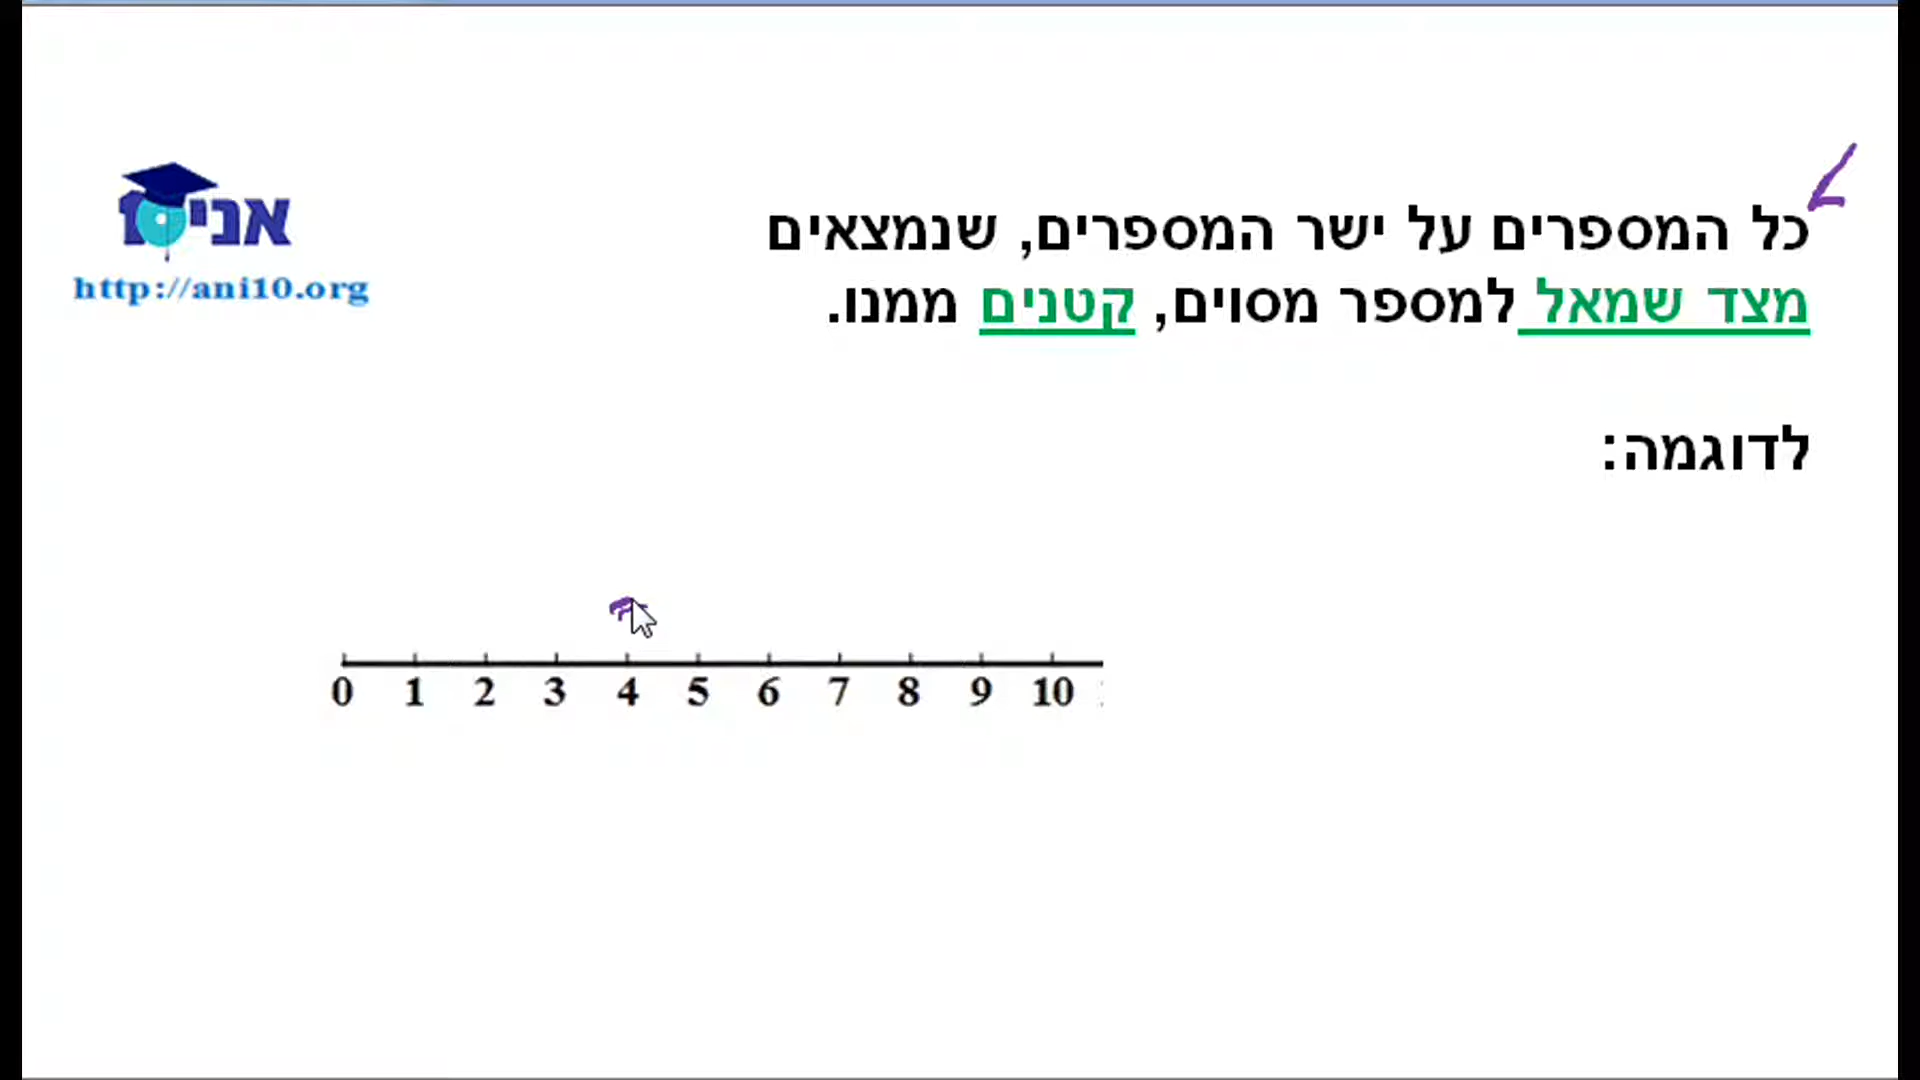 אני10
http://ani10.org
כל המספרים על ישר המספרים, שנמצאים
מצד שמאל למספר מסוים, קטנים ממנו.
לדוגמה:
0 1 2 3 4 5 6 7 8 9 10